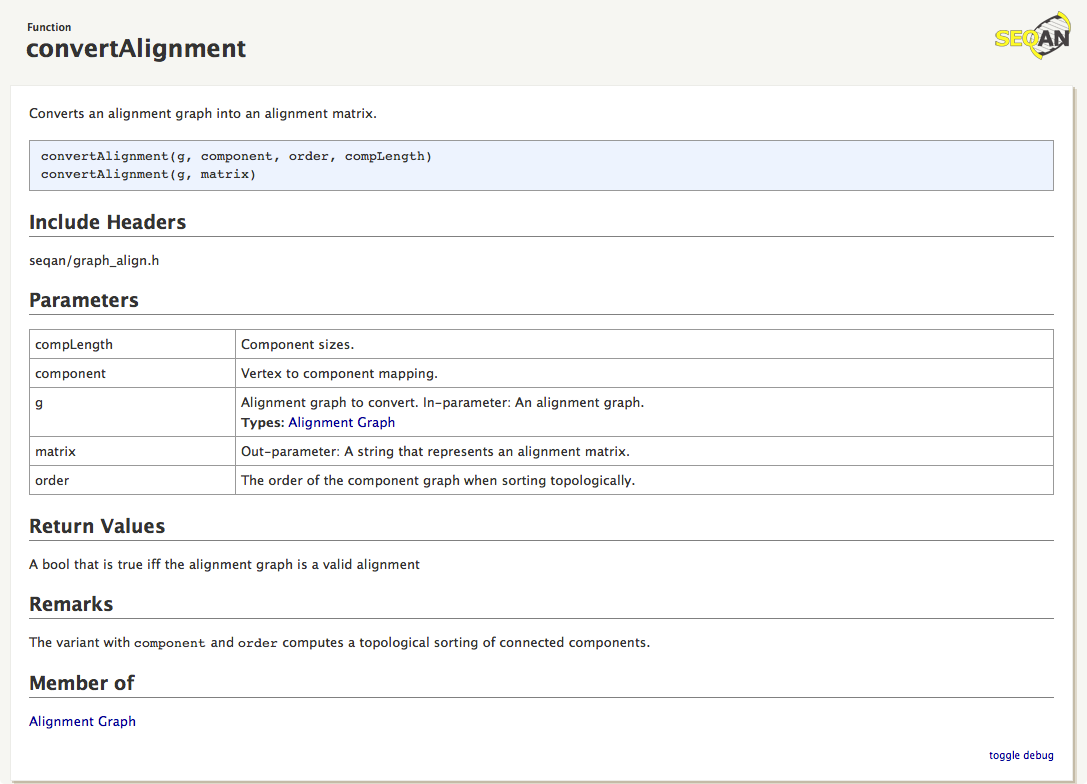 Function
convertAlignment
SEQAN
Converts an alignment graph into an alignment matrix.
convertAlignment(g, component, order, compLength)
convertAlignment(g, matrix)
Include Headers
seqan/graph_align.h
Parameters
compLength Component sizes.
component Vertex to component mapping.
g Alignment graph to convert. In-parameter: An alignment graph.
Types: Alignment Graph
matrix Out-parameter: A string that represents an alignment matrix.
order The order of the component graph when sorting topologically.
Return Values
A bool that is true iff the alignment graph is a valid alignment
Remarks
The variant with component and order computes a topological sorting of connected components.
Member of
Alignment Graph
toggle debug